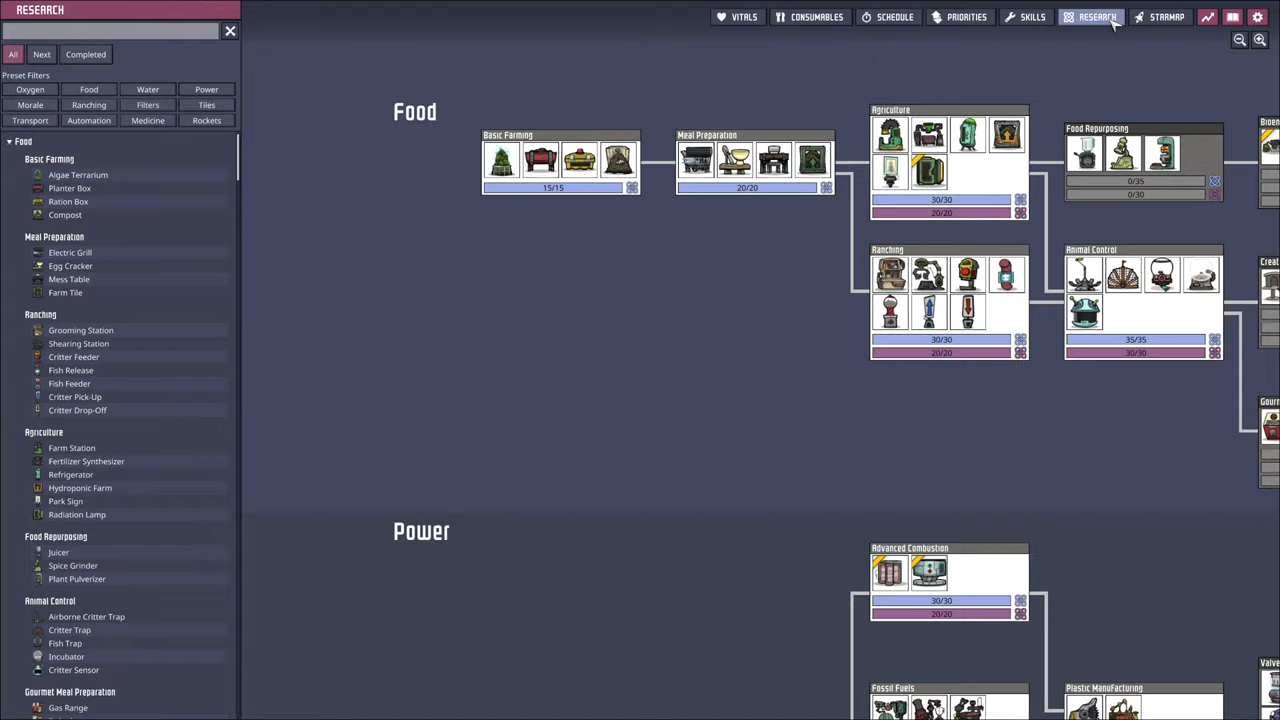 RESEARCH
VITALS
CONSUMABLES
SCHEDULE
PRIORITIES
SKILLS
RESEARCH
STARMAP
All
Next
Completed
Preset Filters
Oxygen
Food
Water
Power
Morale
Ranching
Filters
Tiles
Transport
Automation
Medicine
Rockets
Food
Basic Farming
Algae Terrarium
Planter Box
Ration Box
Compost
Meal Preparation
Electric Grill
Egg Cracker
Mess Table
Farm Tile
Ranching
Grooming Station
Shearing Station
Critter Feeder
Fish Release
Fish Feeder
Critter Pick-Up
Critter Drop-Off
Agriculture
Farm Station
Fertilizer Synthesizer
Refrigerator
Hydroponic Farm
Park Sign
Radiation Lamp
Food Repurposing
Juicer
Spice Grinder
Plant Pulverizer
Animal Control
Airborne Critter Trap
Critter Trap
Fish Trap
Incubator
Critter Sensor
Gourmet Meal Preparation
Gas Range
Food
Basic Farming
15/15
Meal Preparation
20/20
Agriculture
30/30
20/20
Food Repurposing
0/35
0/30
Bioen
Ranching
30/30
20/20
Animal Control
35/35
30/30
Creat
Gour
Power
Advanced Combustion
30/30
20/20
Fossil Fuels
Plastic Manufacturing
Valve